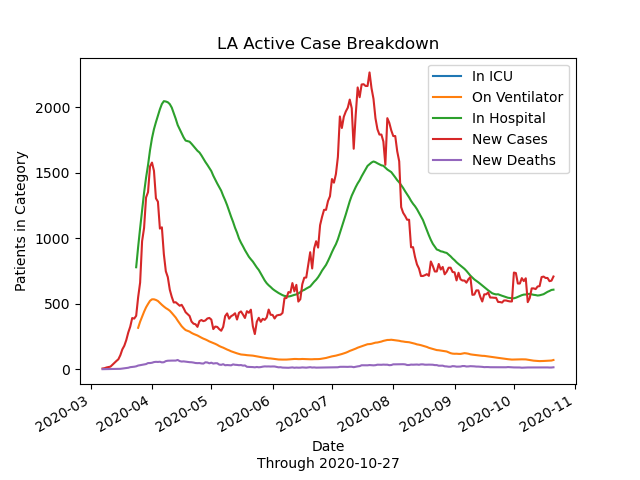 LA Active Case Breakdown
In ICU
On Ventilator
In Hospital
New Cases
New Deaths
Patients in Category
2000
1500
1000
500
0
2020-03
2020-04
2020-05
2020-06
2020-07
2020-08
2020-09
2020-10
2020-11
Date
Through 2020-10-27